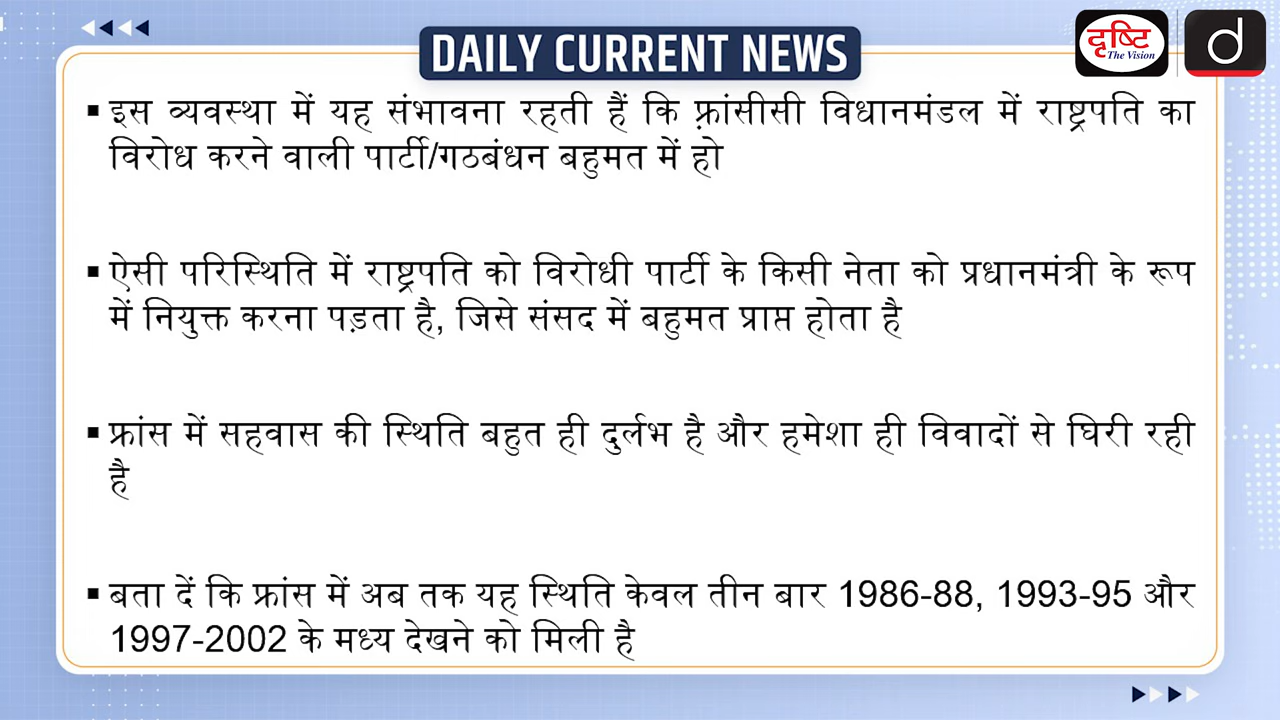 DAILY CURRENT NEWS
दृष्टि
The Vision
d
▪ इस व्यवस्था में यह संभावना रहती हैं कि फ़्रांसीसी विधानमंडल में राष्ट्रपति का
विरोध करने वाली पार्टी/गठबंधन बहुमत में हो
▪ ऐसी परिस्थिति में राष्ट्रपति को विरोधी पार्टी के किसी नेता को प्रधानमंत्री के रूप
में नियुक्त करना पड़ता है, जिसे संसद में बहुमत प्राप्त होता है
▪ फ्रांस में सहवास की स्थिति बहुत ही दुर्लभ है और हमेशा ही विवादों से घिरी रही
है
▪ बता दें कि फ्रांस में अब तक यह स्थिति केवल तीन बार 1986-88, 1993-95 और
1997-2002 के मध्य देखने को मिली है